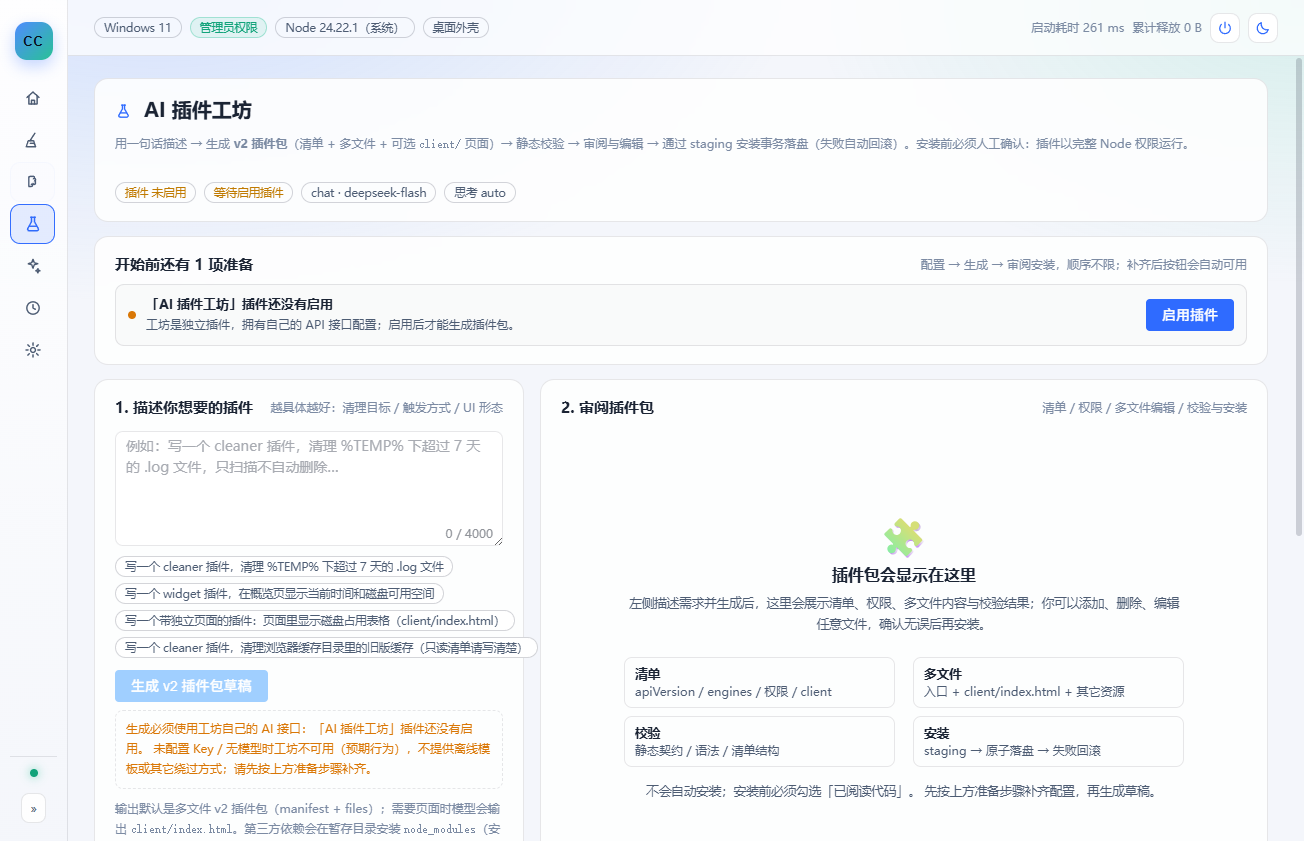 CC
Windows 11
管理员权限
Node 24.22.1（系统）
桌面外壳
启动耗时 261 ms 累计释放 0 B
AI 插件工坊
用一句话描述 → 生成 v2 插件包（清单 + 多文件 + 可选 client/ 页面）→ 静态校验 → 审阅与编辑 → 通过 staging 安装事务落盘（失败自动回滚）。安装前必须人工确认：插件以完整 Node 权限运行。
插件 未启用
等待启用插件
chat · deepseek-flash
思考 auto
开始前还有 1 项准备
配置 → 生成 → 审阅安装，顺序不限；补齐后按钮会自动可用
「AI 插件工坊」插件还没有启用
工坊是独立插件，拥有自己的 API 接口配置；启用后才能生成插件包。
启用插件
1. 描述你想要的插件
越具体越好：清理目标 / 触发方式 / UI 形态
例如：写一个 cleaner 插件，清理 %TEMP% 下超过 7 天
的 .log 文件，只扫描不自动删除...
0 / 4000
写一个 cleaner 插件，清理 %TEMP% 下超过 7 天的 .log 文件
写一个 widget 插件，在概览页显示当前时间和磁盘可用空间
写一个带独立页面的插件：页面里显示磁盘占用表格（client/index.html）
写一个 cleaner 插件，清理浏览器缓存目录里的旧版缓存（只读清单请写清楚）
生成 v2 插件包草稿
生成必须使用工坊自己的 AI 接口：「AI 插件工坊」插件还没有启
用。 未配置 Key / 无模型时工坊不可用（预期行为），不提供离线模
板或其它绕过方式；请先按上方准备步骤补齐。
输出默认是多文件 v2 插件包（manifest + files）；需要页面时模型会输
出 client/index.html。第三方依赖会在暂存目录安装 node_modules（安
2. 审阅插件包
清单 / 权限 / 多文件编辑 / 校验与安装
插件包会显示在这里
左侧描述需求并生成后，这里会展示清单、权限、多文件内容与校验结果；你可以添加、删除、编辑
任意文件，确认无误后再安装。
清单
apiVersion / engines / 权限 / client
多文件
入口 + client/index.html + 其它资源
校验
静态契约 / 语法 / 清单结构
安装
staging → 原子落盘 → 失败回滚
不会自动安装；安装前必须勾选「已阅读代码」。 先按上方准备步骤补齐配置，再生成草稿。
»